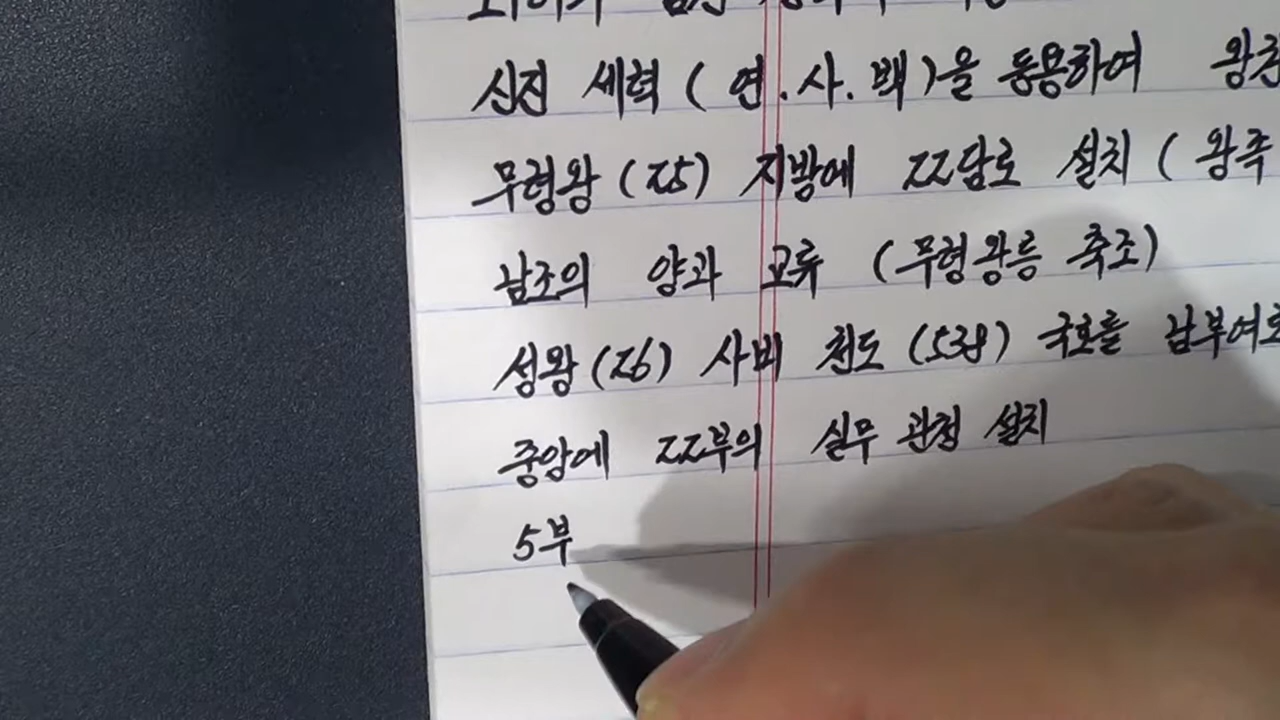 신진 세력 ( 연 . 사 . 백 )을 등용하여
무령왕 (25) 지방에 22담로 설치 ( 왕족
남조의 양과 교류 (무령왕릉 축조)
성왕 (26) 사비 천도 (538) 국호를 남부여로
중앙에 22부의 실무 관청 설치
5부